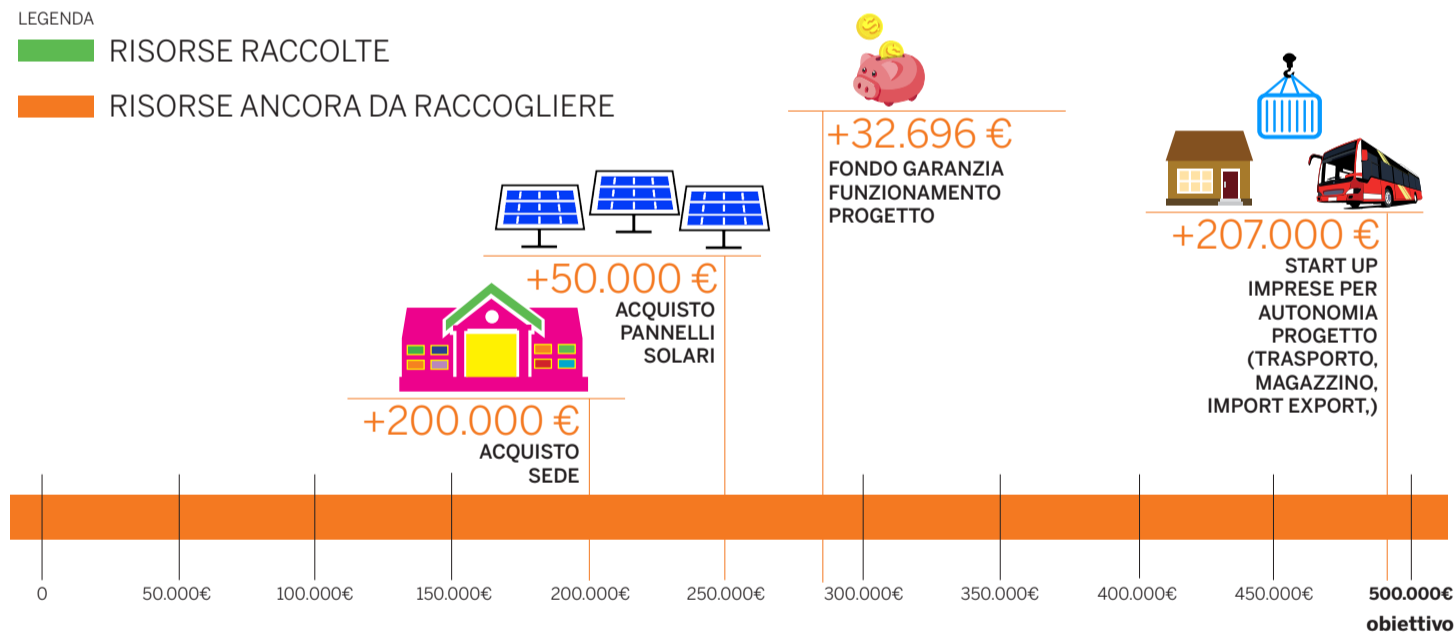 LEGENDA
RISORSE RACCOLTE
RISORSE ANCORA DA RACCOGLIERE
+32.696 €
FONDO GARANZIA
FUNZIONAMENTO
PROGETTO
+207.000 €
START UP
IMPRESE PER
AUTONOMIA
PROGETTO
(TRASPORTO,
MAGAZZINO,
IMPORT EXPORT,)
+50.000 €
ACQUISTO
PANNELLI
SOLARI
+200.000 €
ACQUISTO
SEDE
0 50.000€ 100.000€ 150.000€ 200.000€ 250.000€ 300.000€ 350.000€ 400.000€ 450.000€ 500.000€
obiettivo